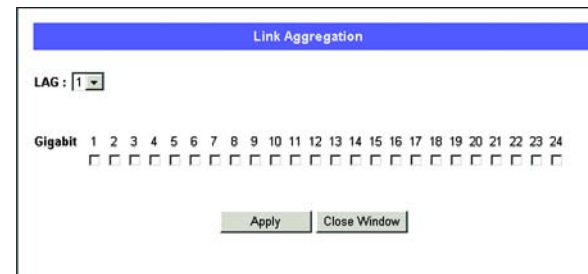 Link Aggregation
LAG : 1
Gigabit 1 2 3 4 5 6 7 8 9 10 11 12 13 14 15 16 17 18 19 20 21 22 23 24
Apply Close Window